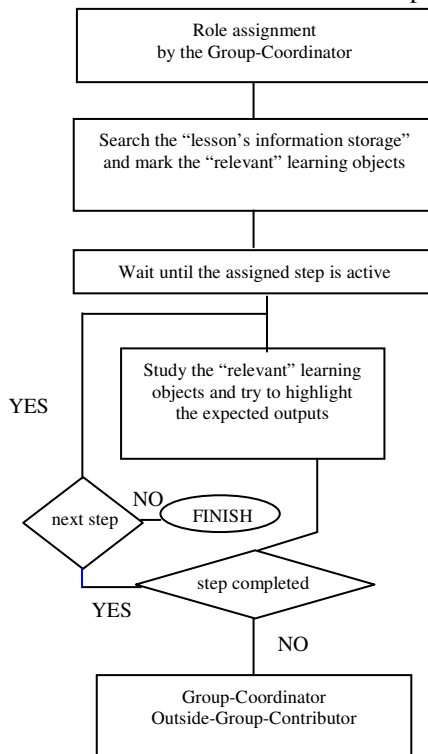 Role assignment
by the Group-Coordinator
Search the “lesson’s information storage”
and mark the “relevant” learning objects
Wait until the assigned step is active
Study the “relevant” learning
objects and try to highlight
the expected outputs
YES
next step
NO
FINISH
step completed
YES
NO
Group-Coordinator
Outside-Group-Contributor